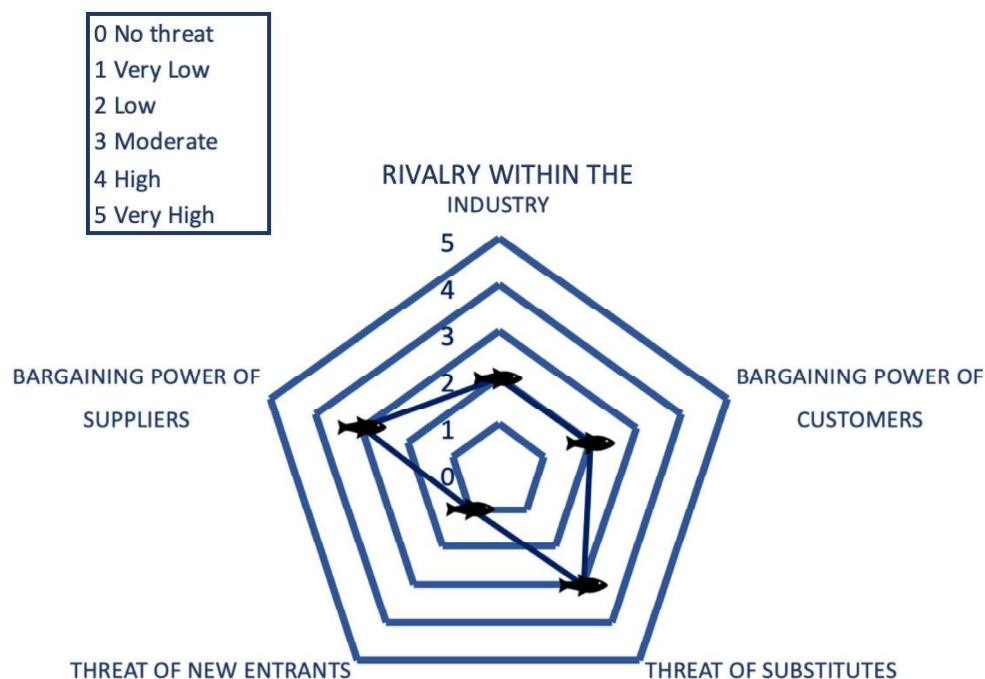 0 No threat
1 Very Low
2 Low
3 Moderate
4 High
5 Very High
RIVALRY WITHIN THE
INDUSTRY
5
4
3
2
1
0
BARGAINING POWER OF
SUPPLIERS
BARGAINING POWER OF
CUSTOMERS
THREAT OF NEW ENTRANTS
THREAT OF SUBSTITUTES